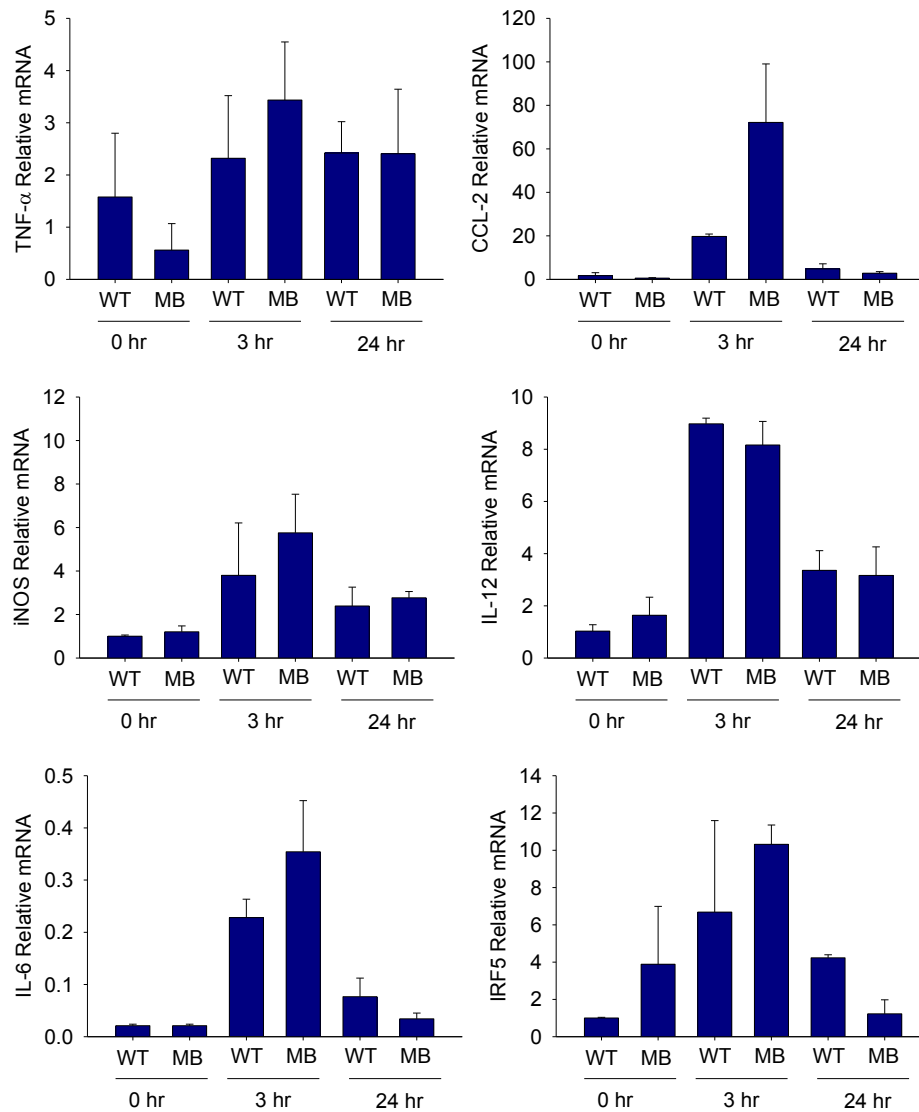 TNF-α Relative mRNA
5
4
3
2
1
0
WT MB WT MB WT MB
0 hr 3 hr 24 hr
CCL-2 Relative mRNA
120
100
80
60
40
20
0
WT MB WT MB WT MB
0 hr 3 hr 24 hr
iNOS Relative mRNA
12
10
8
6
4
2
0
WT MB WT MB WT MB
0 hr 3 hr 24 hr
IL-12 Relative mRNA
10
8
6
4
2
0
WT MB WT MB WT MB
0 hr 3 hr 24 hr
IL-6 Relative mRNA
0.5
0.4
0.3
0.2
0.1
0.0
WT MB WT MB WT MB
0 hr 3 hr 24 hr
IRF5 Relative mRNA
14
12
10
8
6
4
2
0
WT MB WT MB WT MB
0 hr 3 hr 24 hr